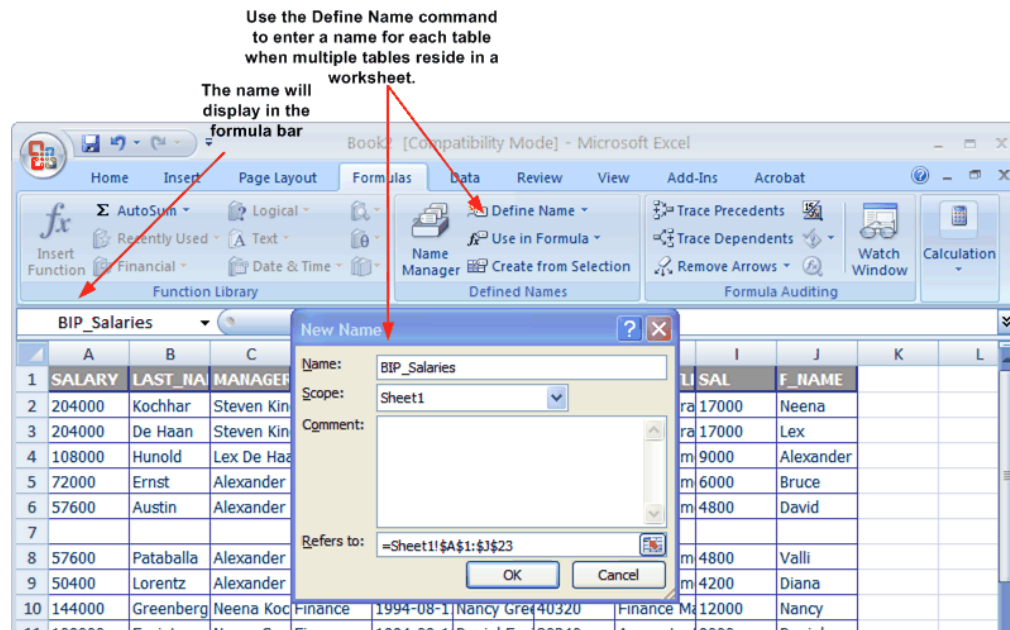 Use the Define Name command
to enter a name for each table
when multiple tables reside in a
worksheet.
The name will
display in the
formula bar
Book2 [Compatibility Mode] - Microsoft Excel
Home Insert Page Layout Formulas Data Review View Add-Ins Acrobat
Σ AutoSum Logical Define Name Trace Precedents
Recently Used Text Use in Formula Trace Dependents
Financial Date & Time Create from Selection Remove Arrows
Insert Function
Name Manager
Watch Window
Calculation
Function Library Defined Names Formula Auditing
BIP_Salaries
New Name
Name: BIP_Salaries
Scope: Sheet1
Comment:
Refers to: =Sheet1!$A$1:$J$23
OK Cancel
A B C I J K L
1 SALARY LAST_NA MANAGER SAL F_NAME
2 204000 Kochhar Steven Kin ra 17000 Neena
3 204000 De Haan Steven Kin ra 17000 Lex
4 108000 Hunold Lex De Haa m 9000 Alexander
5 72000 Ernst Alexander m 6000 Bruce
6 57600 Austin Alexander m 4800 David
7
8 57600 Pataballa Alexander m 4800 Valli
9 50400 Lorentz Alexander m 4200 Diana
10 144000 Greenberg Neena Koc Finance 1994-08-1 Nancy Gree 40320 Finance Ma 12000 Nancy